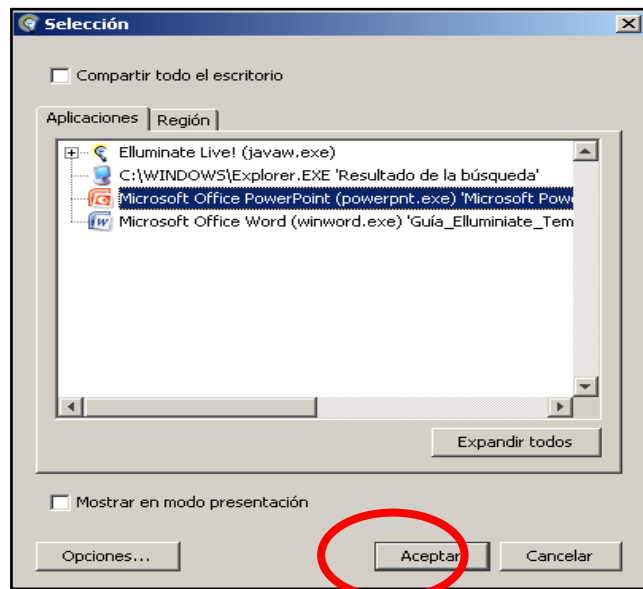 Selección
Compartir todo el escritorio
Aplicaciones Región
Elluminate Live! (javaw.exe)
C:\WINDOWS\Explorer.EXE 'Resultado de la búsqueda'
Microsoft Office PowerPoint (powerpnt.exe) 'Microsoft Pow
Microsoft Office Word (winword.exe) 'Guía_Elluminiate_Tem
Expandir todos
Mostrar en modo presentación
Opciones... Aceptar Cancelar